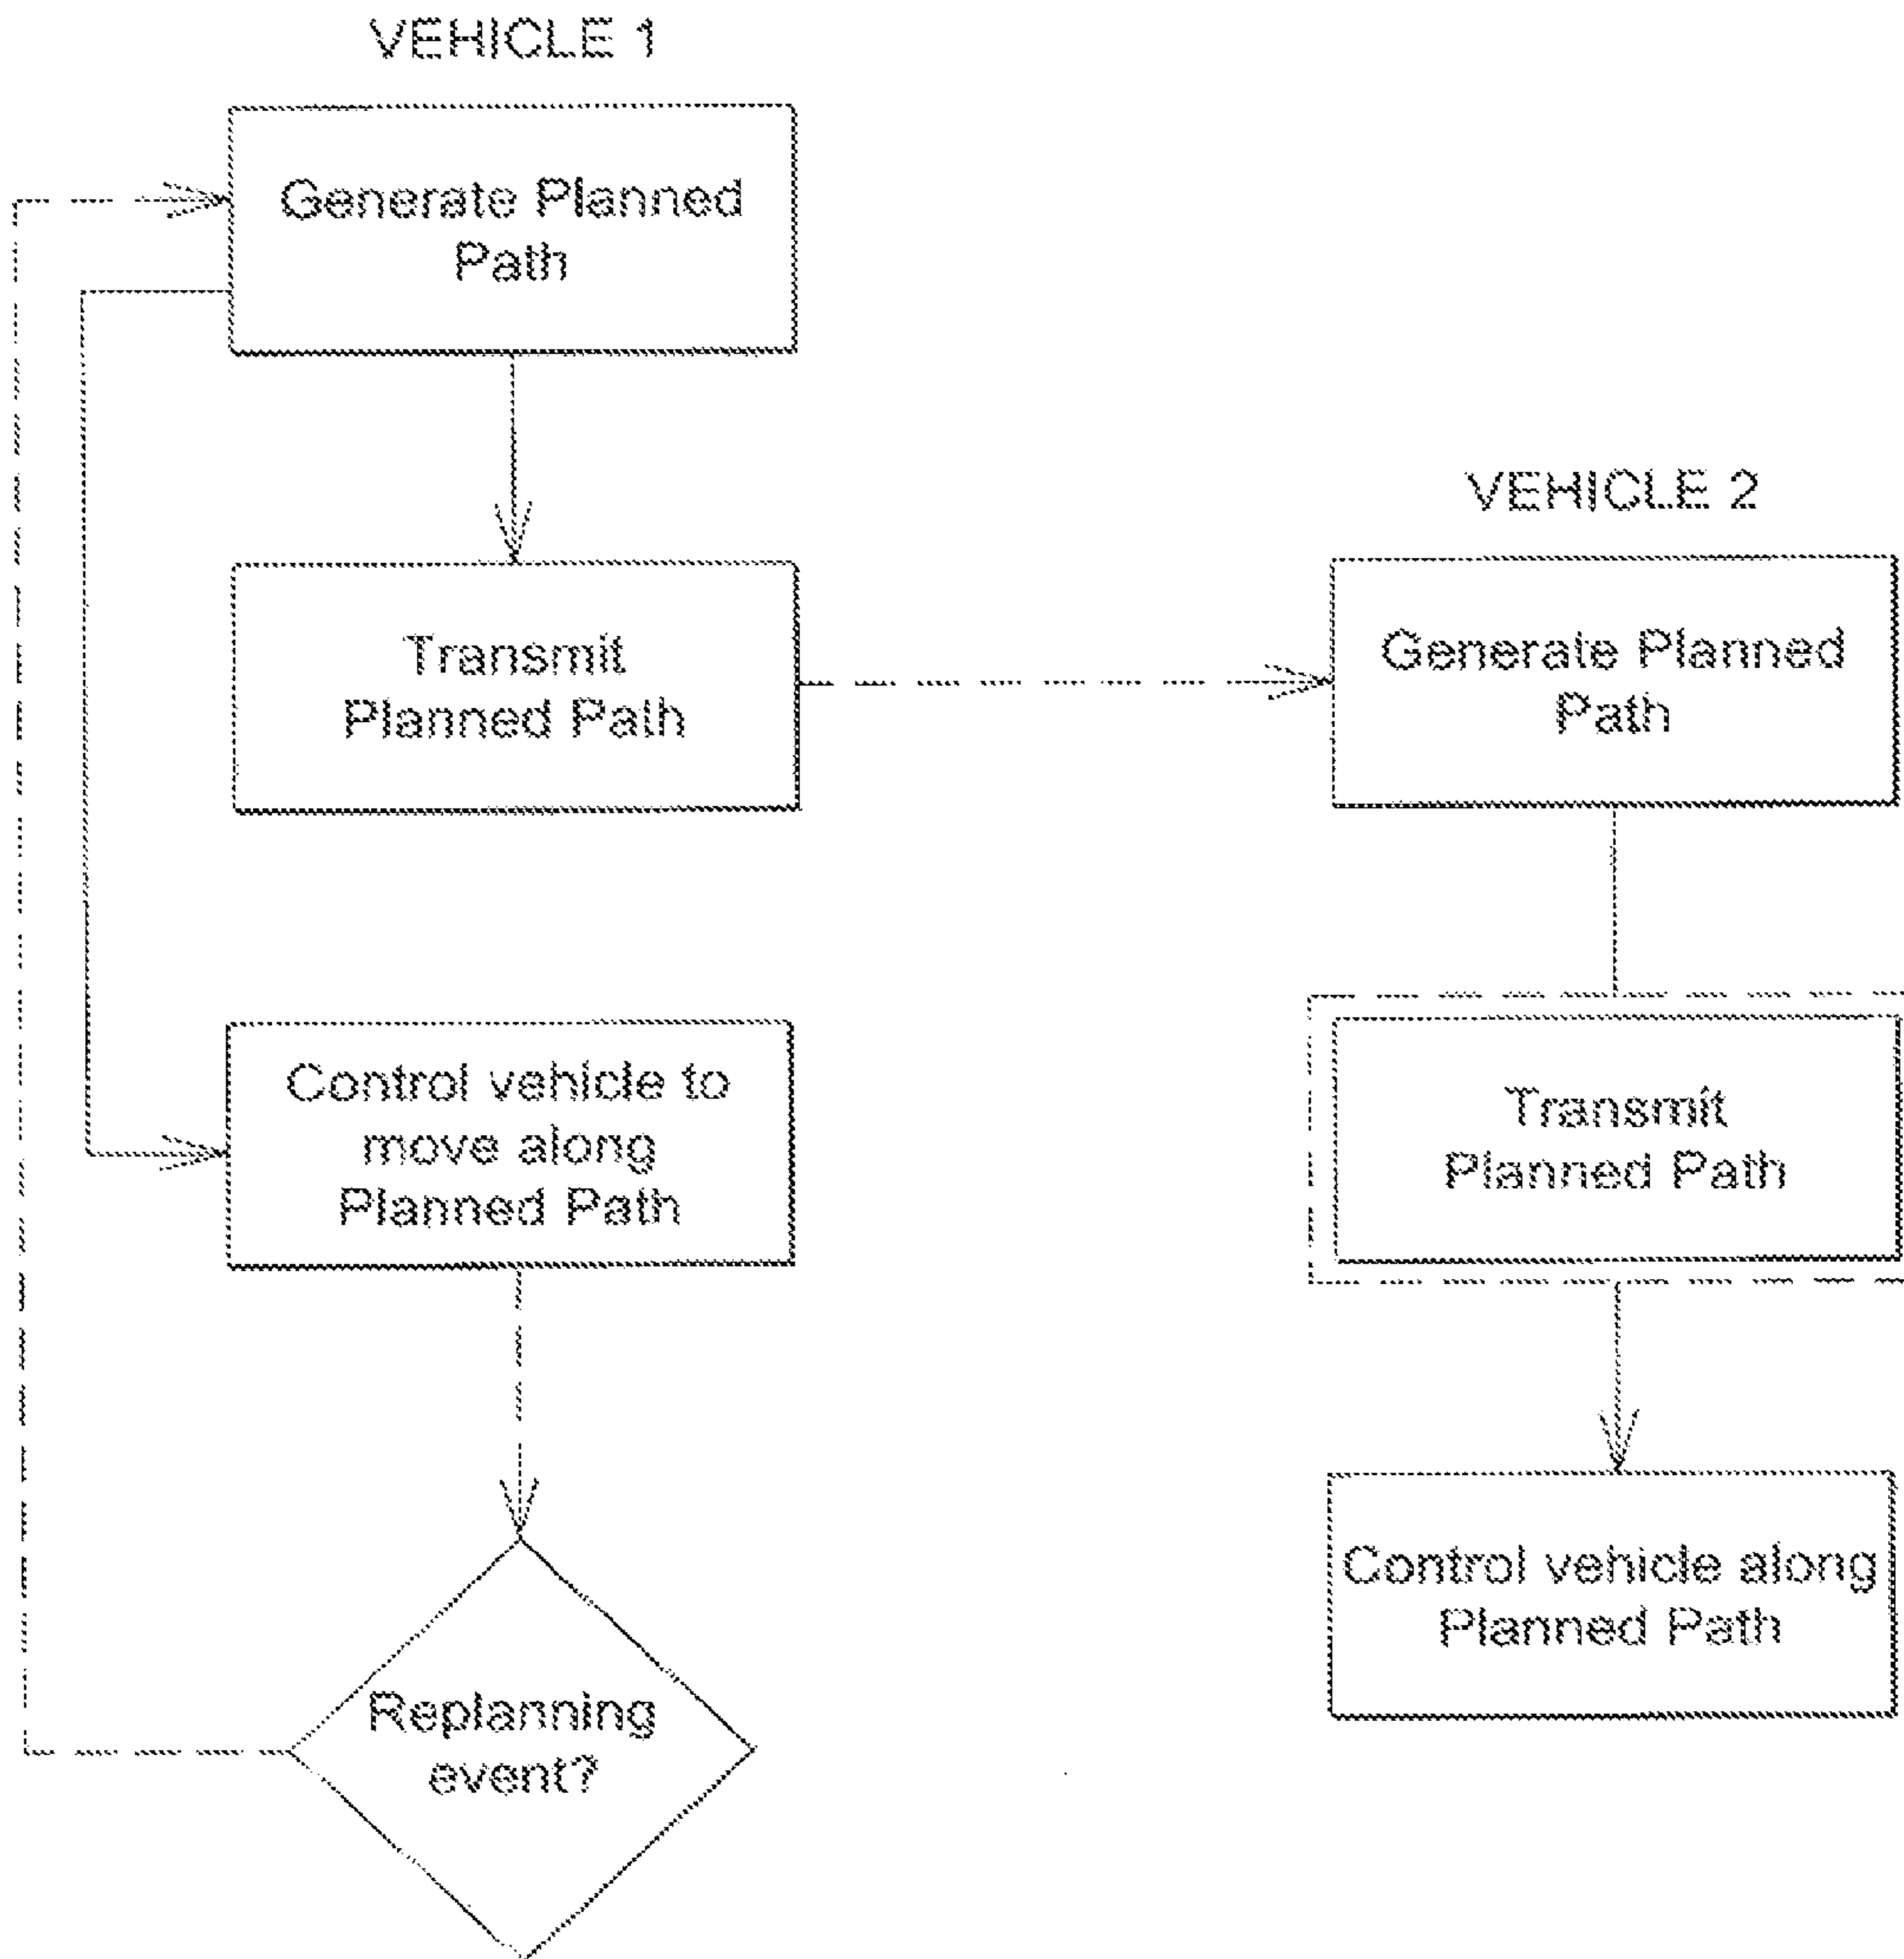 VEHICLE 1
Generate Planned
Path
Transmit
Planned Path
Control vehicle to
move along
Planned Path
Replanning
event?
VEHICLE 2
Generate Planned
Path
Transmit
Planned Path
Control vehicle along
Planned Path